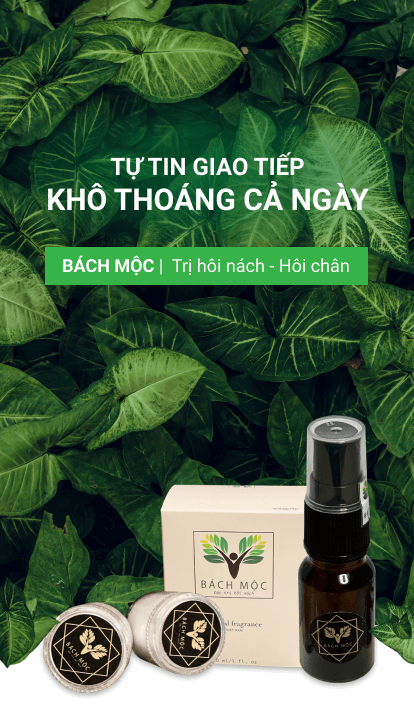 TỰ TIN GIAO TIẾP
KHÔ THOÁNG CẢ NGÀY
BÁCH MỘC | Trị hôi nách - Hôi chân
BÁCH MỘC
fragrance
BÁCH MỘC
BÁCH MỘC
BÁCH MỘC